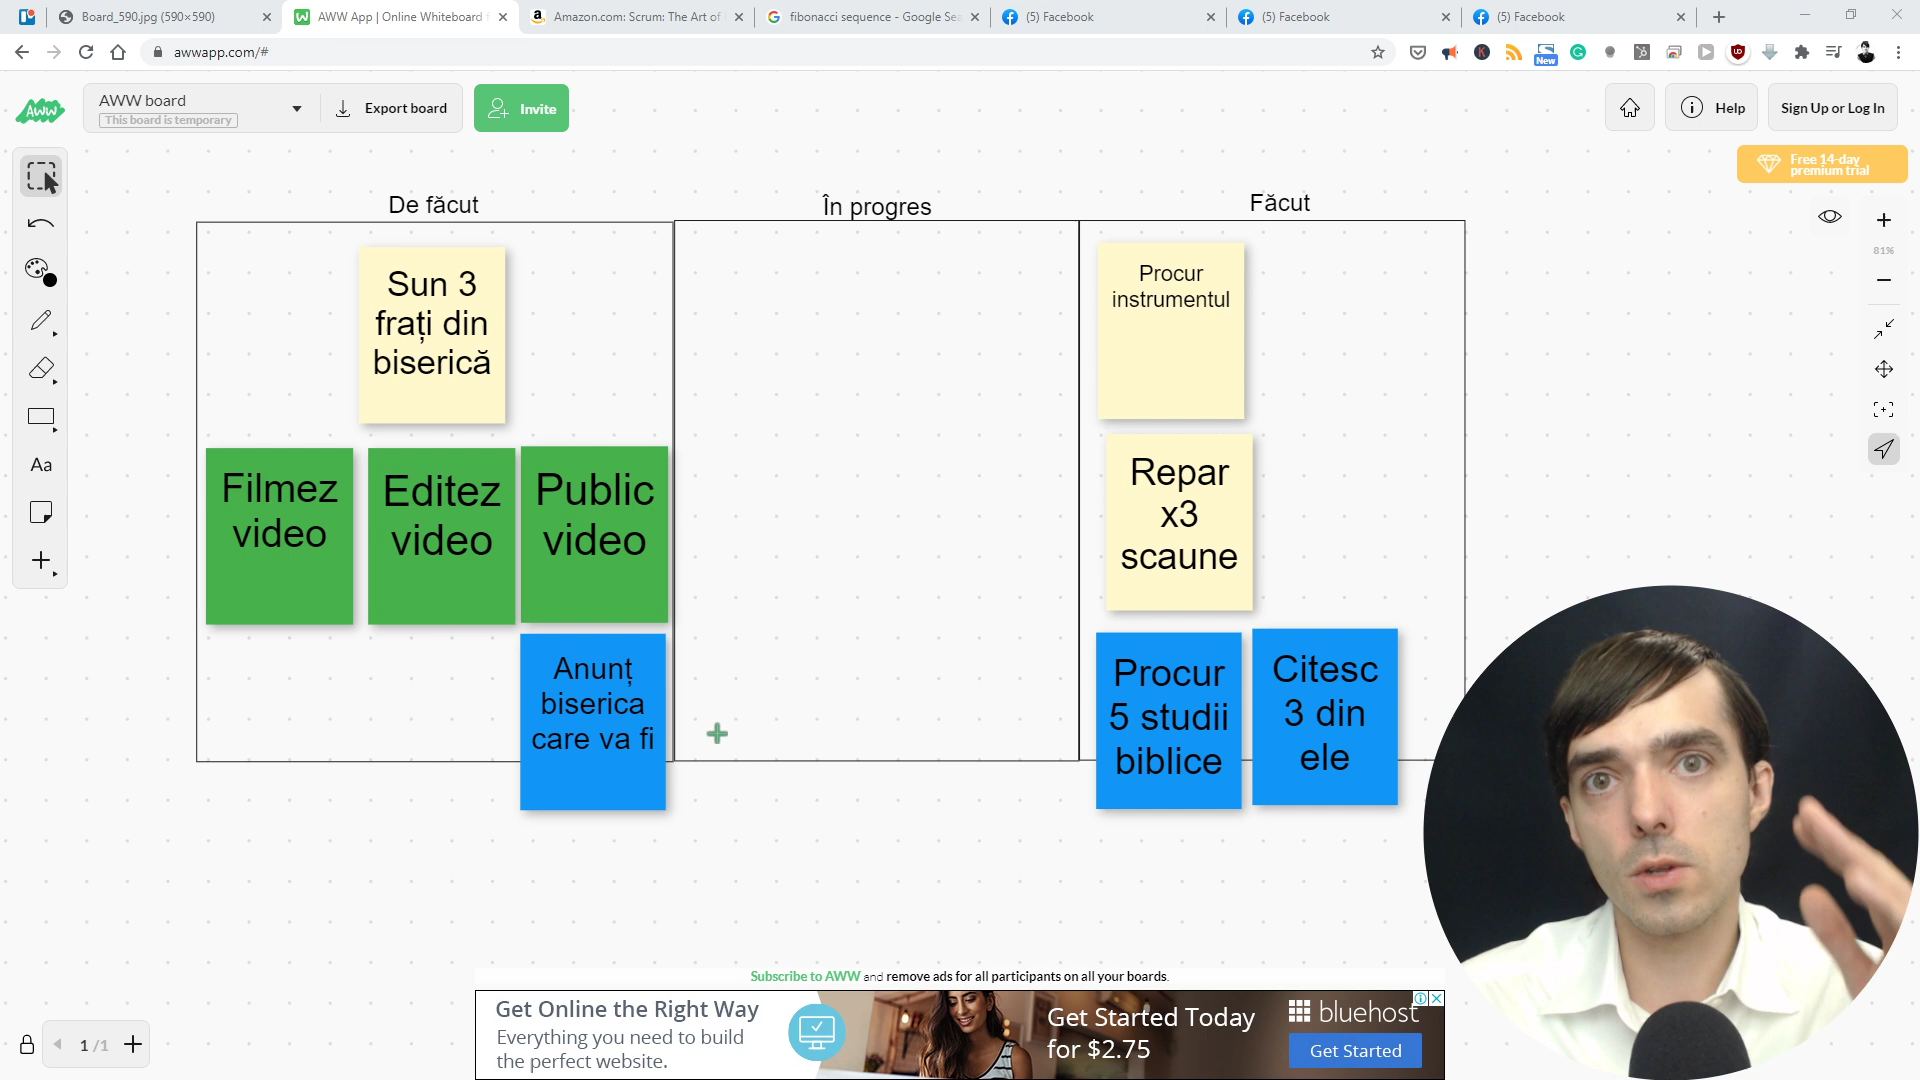 Board_590.jpg (590×590)
AWW App | Online Whiteboard f
Amazon.com: Scrum: The Art of
fibonacci sequence - Google Sea
(5) Facebook
(5) Facebook
(5) Facebook
awwapp.com/#
New
AWW
AWW board
This board is temporary
Export board
Invite
Help
Sign Up or Log In
Free 14-day
premium trial
81%
Aa
De făcut
În progres
Făcut
Sun 3
frați din
biserică
Filmez
video
Editez
video
Public
video
Anunț
biserica
care va fi
Procur
instrumentul
Repar
x3
scaune
Procur
5 studii
biblice
Citesc
3 din
ele
1 /1
Subscribe to AWW and remove ads for all participants on all your boards.
Get Online the Right Way
Everything you need to build
the perfect website.
Get Started Today
for $2.75
bluehost
Get Started